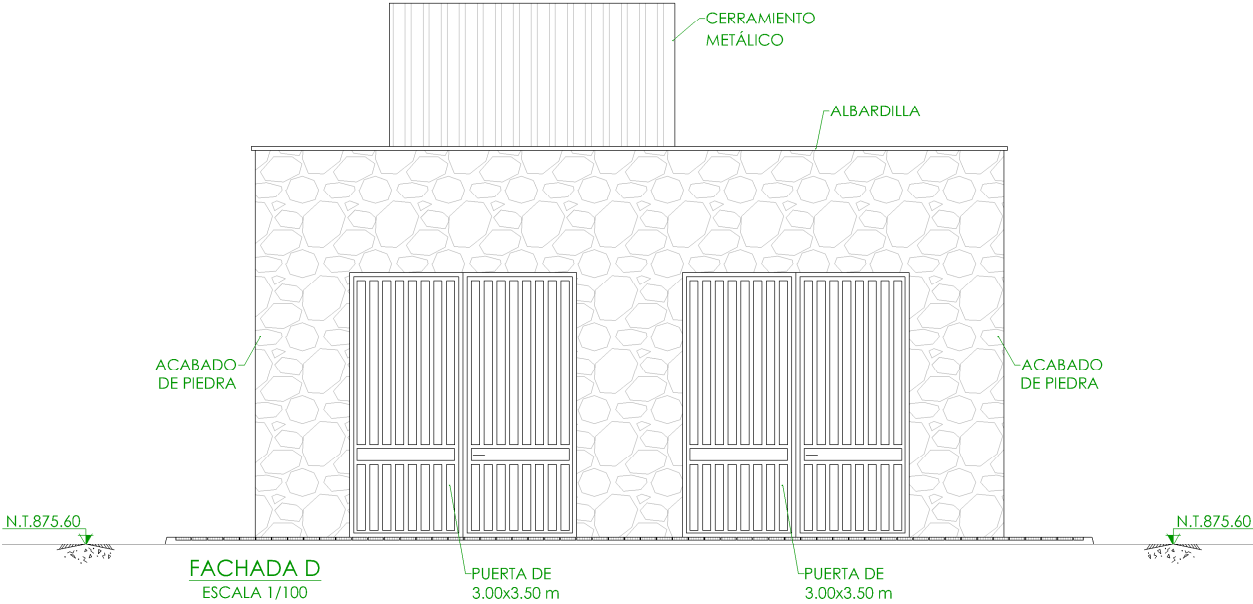 CERRAMIENTO
METÁLICO
ALBARDILLA
ACABADO
DE PIEDRA
ACABADO
DE PIEDRA
N.T.875.60
N.T.875.60
FACHADA D
ESCALA 1/100
PUERTA DE
3.00x3.50 m
PUERTA DE
3.00x3.50 m